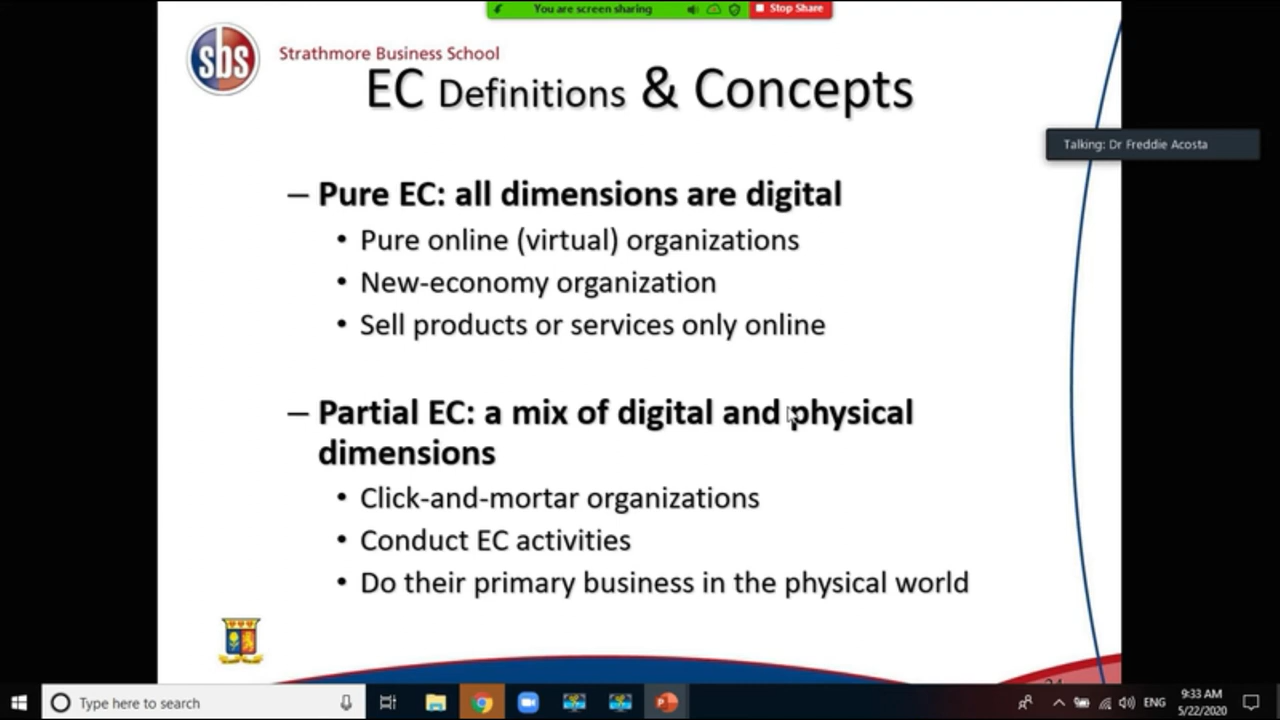 You are screen sharing
Stop Share
sbs
Strathmore Business School
EC Definitions & Concepts
Talking: Dr Freddie Acosta
– Pure EC: all dimensions are digital
• Pure online (virtual) organizations
• New-economy organization
• Sell products or services only online
– Partial EC: a mix of digital and physical
dimensions
• Click-and-mortar organizations
• Conduct EC activities
• Do their primary business in the physical world
Type here to search
ENG
9:33 AM
5/22/2020